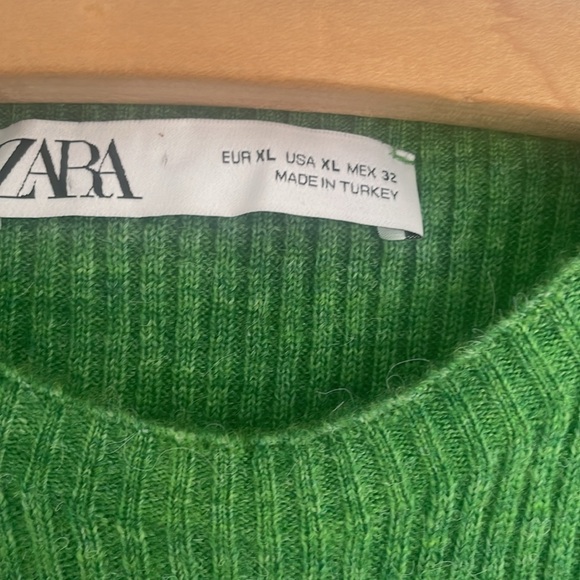 ZARA
EUR XL USA XL MEX 32
MADE IN TURKEY